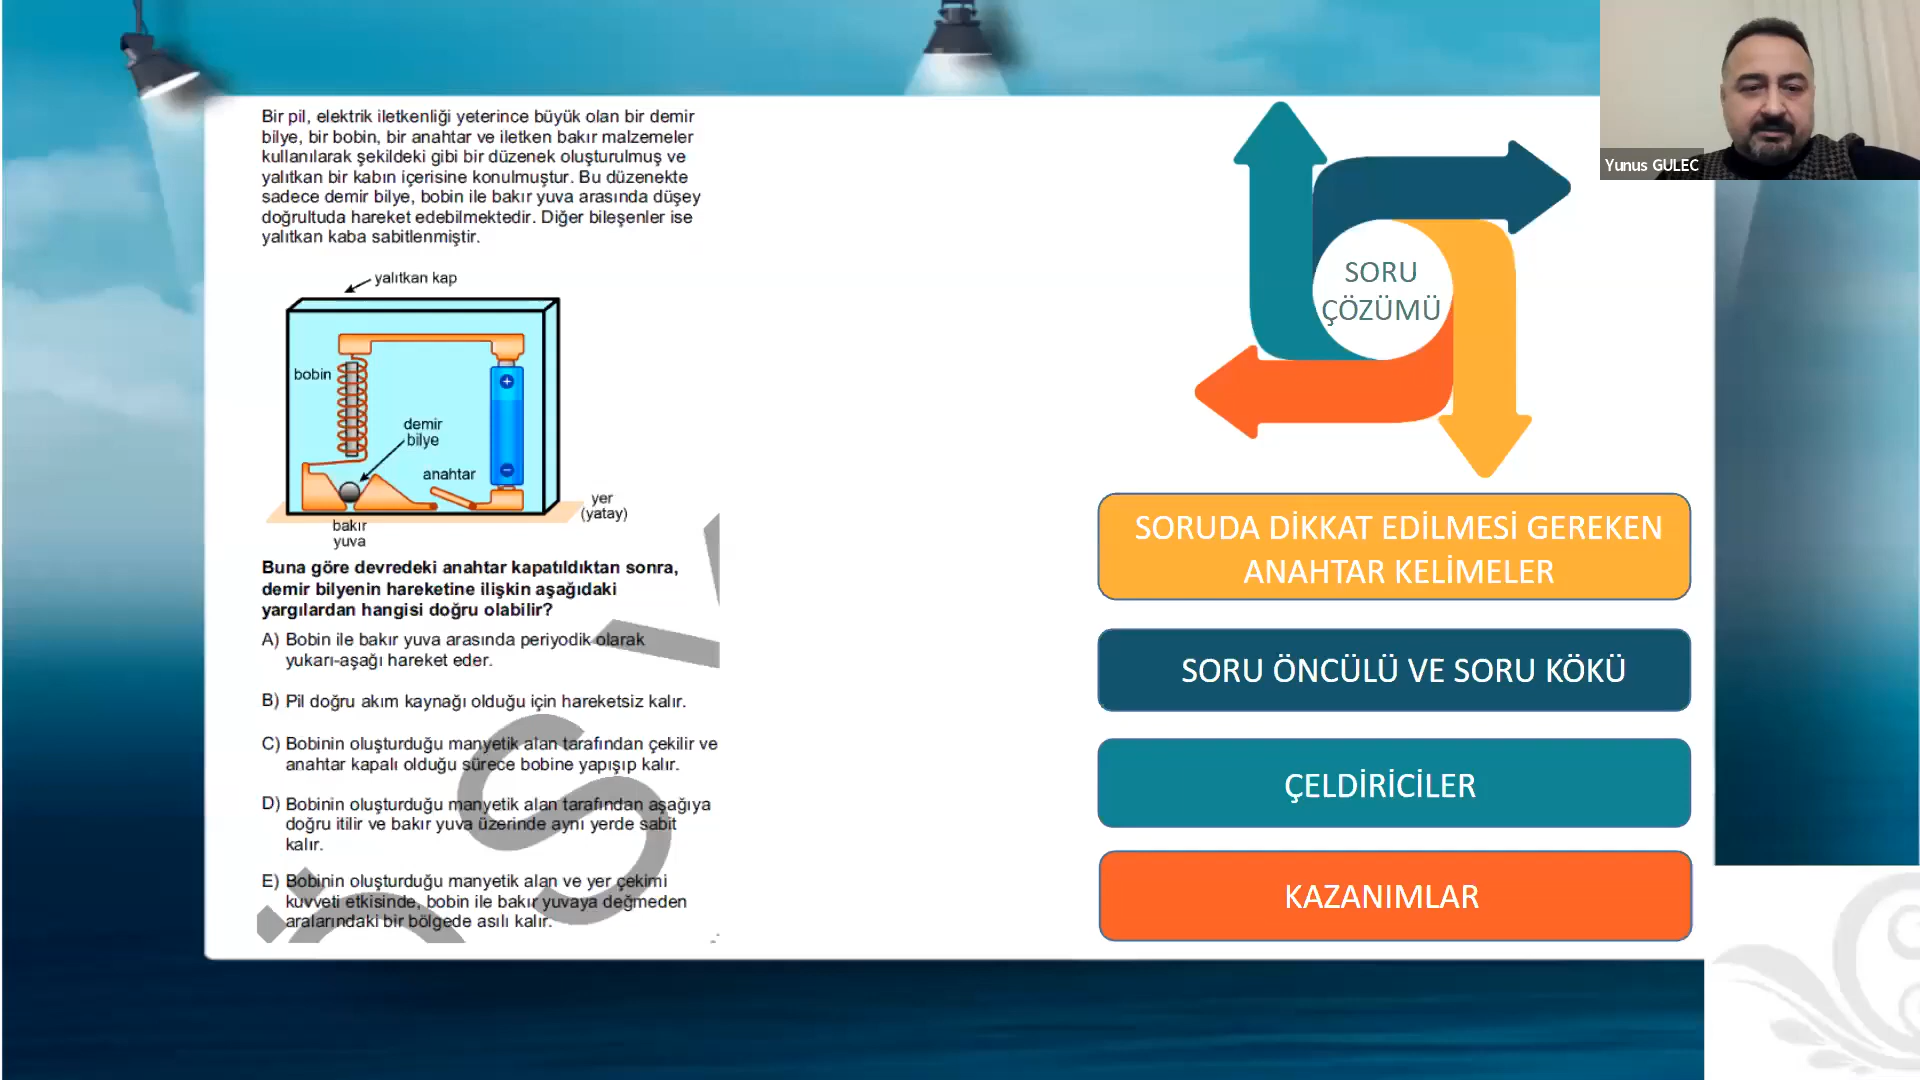 Bir pil, elektrik iletkenliği yeterince büyük olan bir demir
bilye, bir bobin, bir anahtar ve iletken bakır malzemeler
kullanılarak şekildeki gibi bir düzenek oluşturulmuş ve
yalıtkan bir kabın içerisine konulmuştur. Bu düzenekte
sadece demir bilye, bobin ile bakır yuva arasında düşey
doğrultuda hareket edebilmektedir. Diğer bileşenler ise
yalıtkan kaba sabitlenmiştir.
yalıtkan kap
bobin
+
demir
bilye
anahtar
−
yer
(yatay)
bakır
yuva
Buna göre devredeki anahtar kapatıldıktan sonra,
demir bilyenin hareketine ilişkin aşağıdaki
yargılardan hangisi doğru olabilir?
A) Bobin ile bakır yuva arasında periyodik olarak
yukarı-aşağı hareket eder.
B) Pil doğru akım kaynağı olduğu için hareketsiz kalır.
C) Bobinin oluşturduğu manyetik alan tarafından çekilir ve
anahtar kapalı olduğu sürece bobine yapışıp kalır.
D) Bobinin oluşturduğu manyetik alan tarafından aşağıya
doğru itilir ve bakır yuva üzerinde aynı yerde sabit
kalır.
E) Bobinin oluşturduğu manyetik alan ve yer çekimi
kuvveti etkisinde, bobin ile bakır yuvaya değmeden
aralarındaki bir bölgede asılı kalır.
SORU
ÇÖZÜMÜ
SORUDA DİKKAT EDİLMESİ GEREKEN
ANAHTAR KELİMELER
SORU ÖNCÜLÜ VE SORU KÖKÜ
ÇELDİRİCİLER
KAZANIMLAR
Yunus GULEC